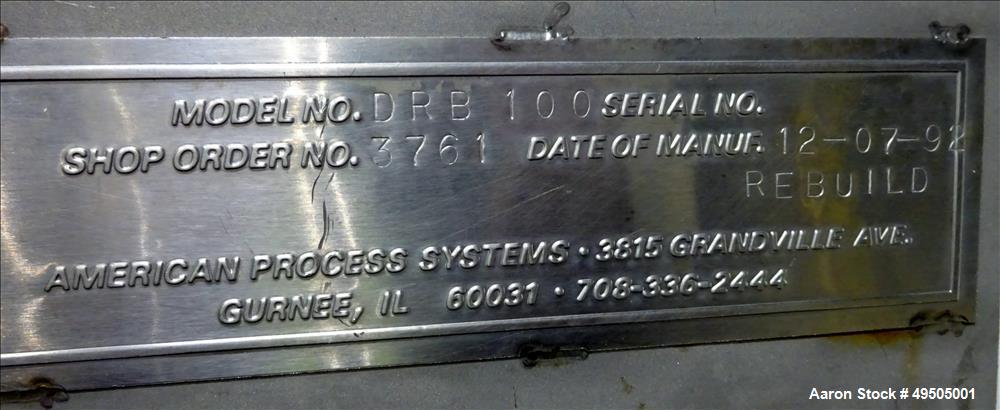 MODEL NO. DRB 100 SERIAL NO.
SHOP ORDER NO. 3761 DATE OF MANUF. 12-07-92
REBUILD
AMERICAN PROCESS SYSTEMS • 3815 GRANDVILLE AVE.
GURNEE, IL 60031 • 708-336-2444
Aaron Stock # 49505001